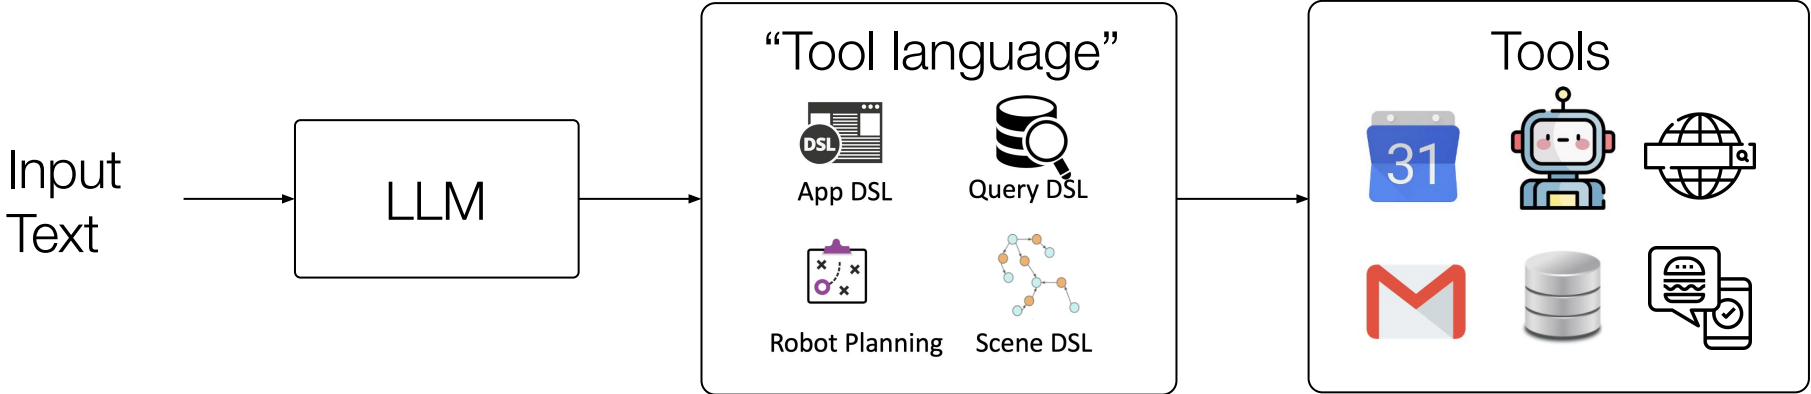 Input
Text
LLM
“Tool language”
DSL
App DSL
Query DSL
Robot Planning
Scene DSL
Tools
31